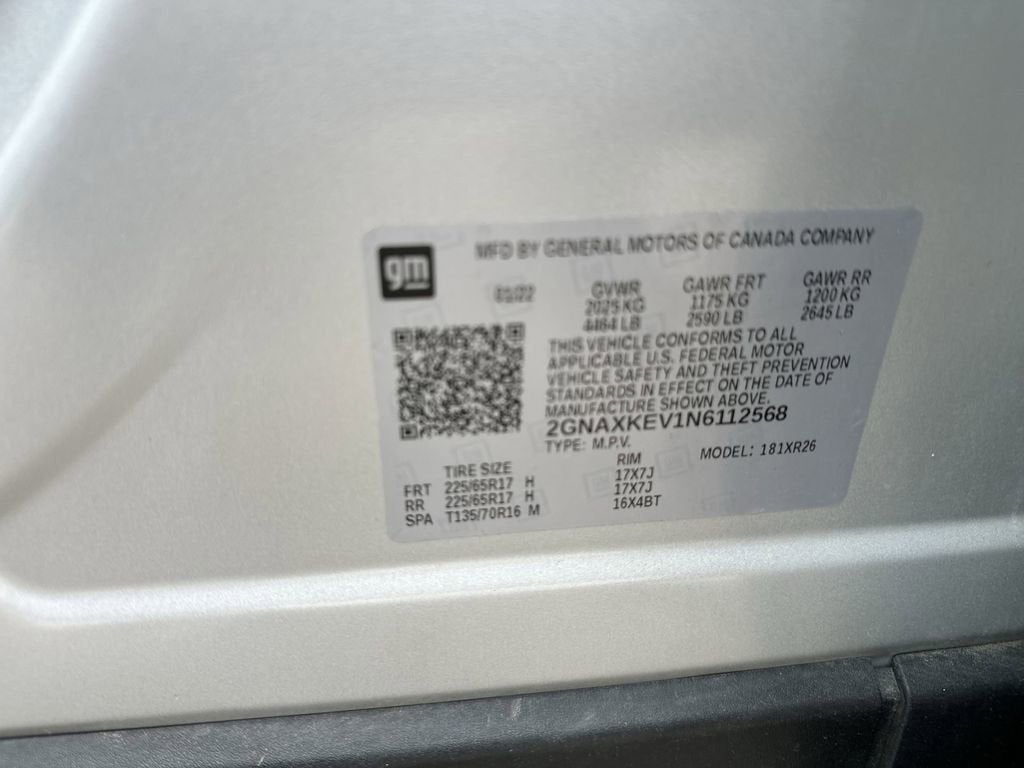 gm
MFD BY GENERAL MOTORS OF CANADA COMPANY
01/22
GVWR GAWR FRT GAWR RR
2025 KG 1175 KG 1200 KG
4464 LB 2590 LB 2645 LB
THIS VEHICLE CONFORMS TO ALL
APPLICABLE U.S. FEDERAL MOTOR
VEHICLE SAFETY AND THEFT PREVENTION
STANDARDS IN EFFECT ON THE DATE OF
MANUFACTURE SHOWN ABOVE.
2GNAXKEV1N6112568
TYPE: M.P.V. MODEL: 181XR26
TIRE SIZE RIM
FRT 225/65R17 H 17X7J
RR 225/65R17 H 17X7J
SPA T135/70R16 M 16X4BT